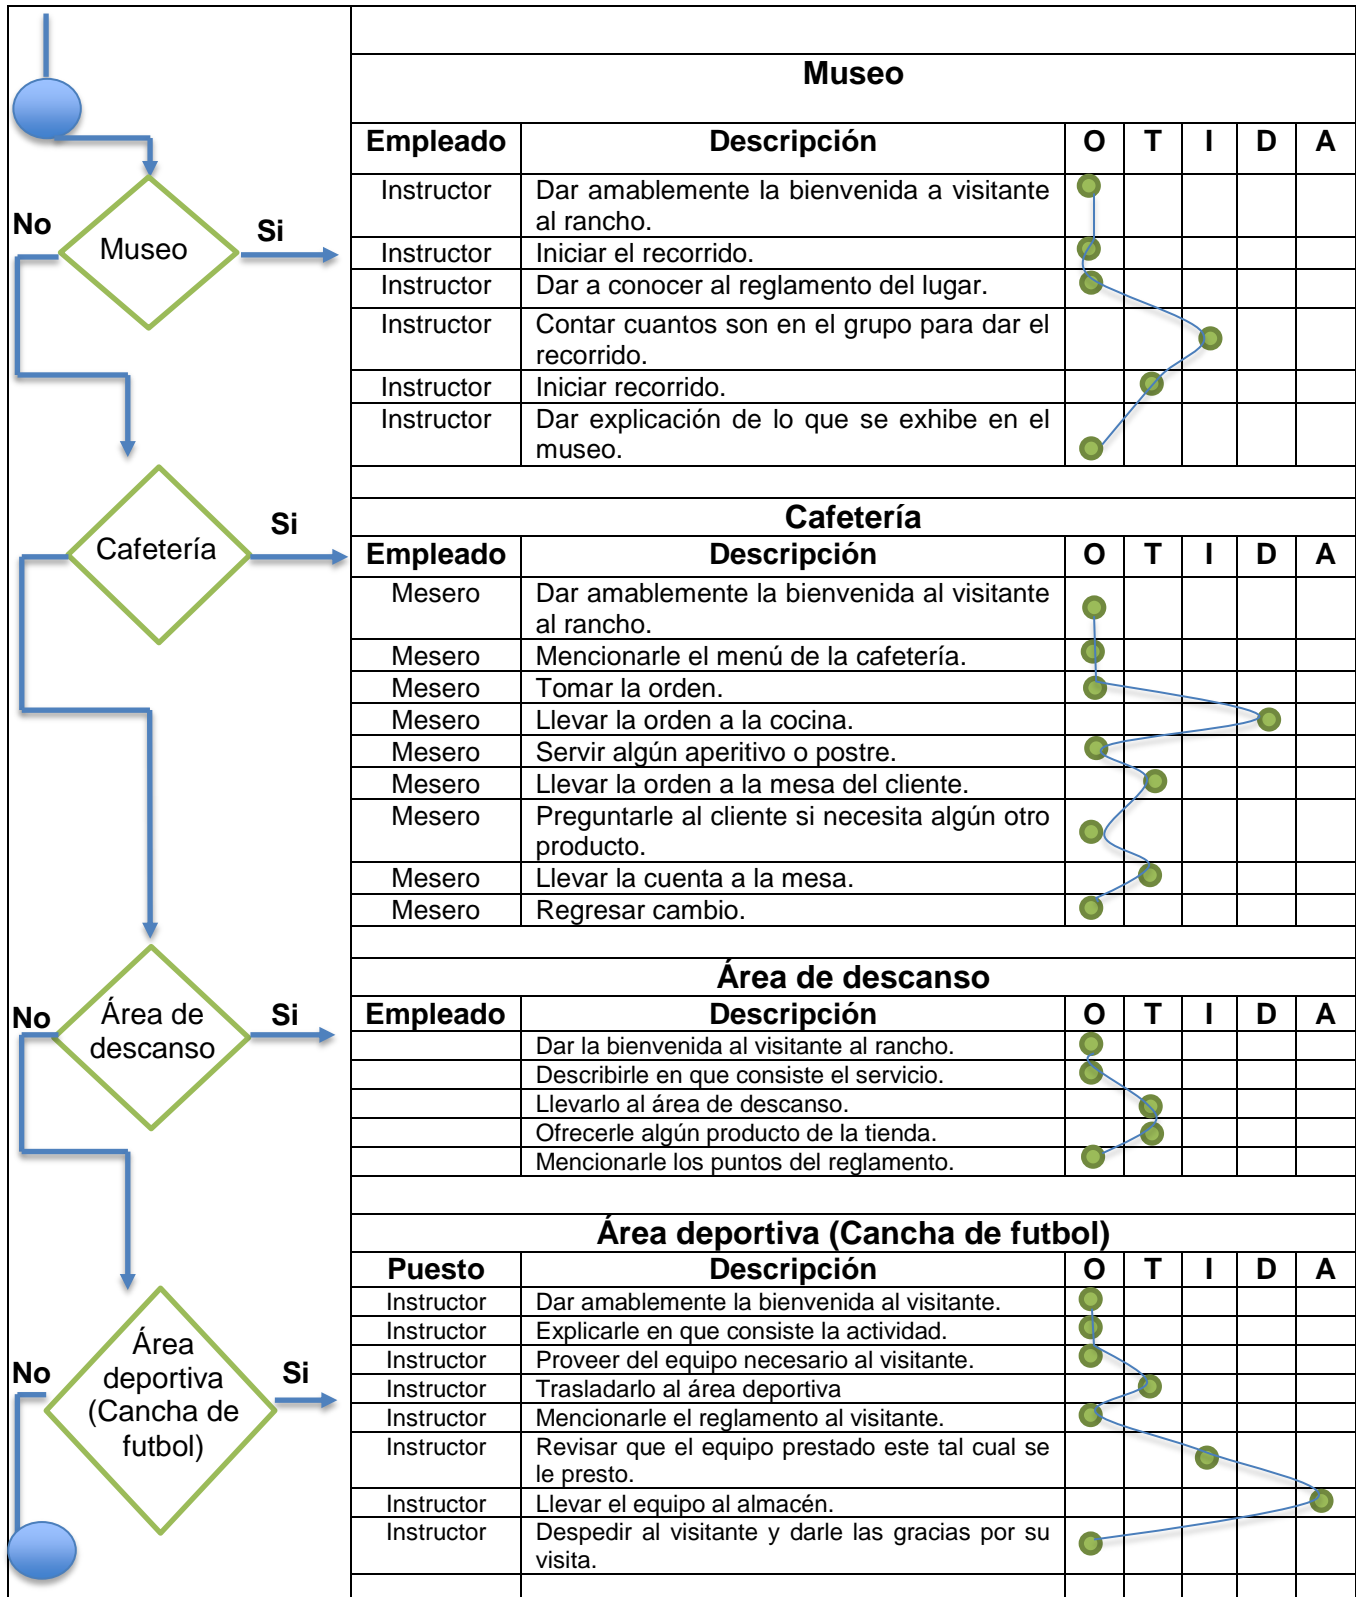 Museo
Empleado Descripción O T I D A
Instructor Dar amablemente la bienvenida a visitante
al rancho.
Instructor Iniciar el recorrido.
Instructor Dar a conocer al reglamento del lugar.
Instructor Contar cuantos son en el grupo para dar el
recorrido.
Instructor Iniciar recorrido.
Instructor Dar explicación de lo que se exhibe en el
museo.
No
Museo
Si
Cafetería
Empleado Descripción O T I D A
Mesero Dar amablemente la bienvenida al visitante
al rancho.
Mesero Mencionarle el menú de la cafetería.
Mesero Tomar la orden.
Mesero Llevar la orden a la cocina.
Mesero Servir algún aperitivo o postre.
Mesero Llevar la orden a la mesa del cliente.
Mesero Preguntarle al cliente si necesita algún otro
producto.
Mesero Llevar la cuenta a la mesa.
Mesero Regresar cambio.
Cafetería
Si
Área de descanso
Empleado Descripción O T I D A
Dar la bienvenida al visitante al rancho.
Describirle en que consiste el servicio.
Llevarlo al área de descanso.
Ofrecerle algún producto de la tienda.
Mencionarle los puntos del reglamento.
No
Área de
descanso
Si
Área deportiva (Cancha de futbol)
Puesto Descripción O T I D A
Instructor Dar amablemente la bienvenida al visitante.
Instructor Explicarle en que consiste la actividad.
Instructor Proveer del equipo necesario al visitante.
Instructor Trasladarlo al área deportiva
Instructor Mencionarle el reglamento al visitante.
Instructor Revisar que el equipo prestado este tal cual se
le presto.
Instructor Llevar el equipo al almacén.
Instructor Despedir al visitante y darle las gracias por su
visita.
No
Área
deportiva
(Cancha de
futbol)
Si